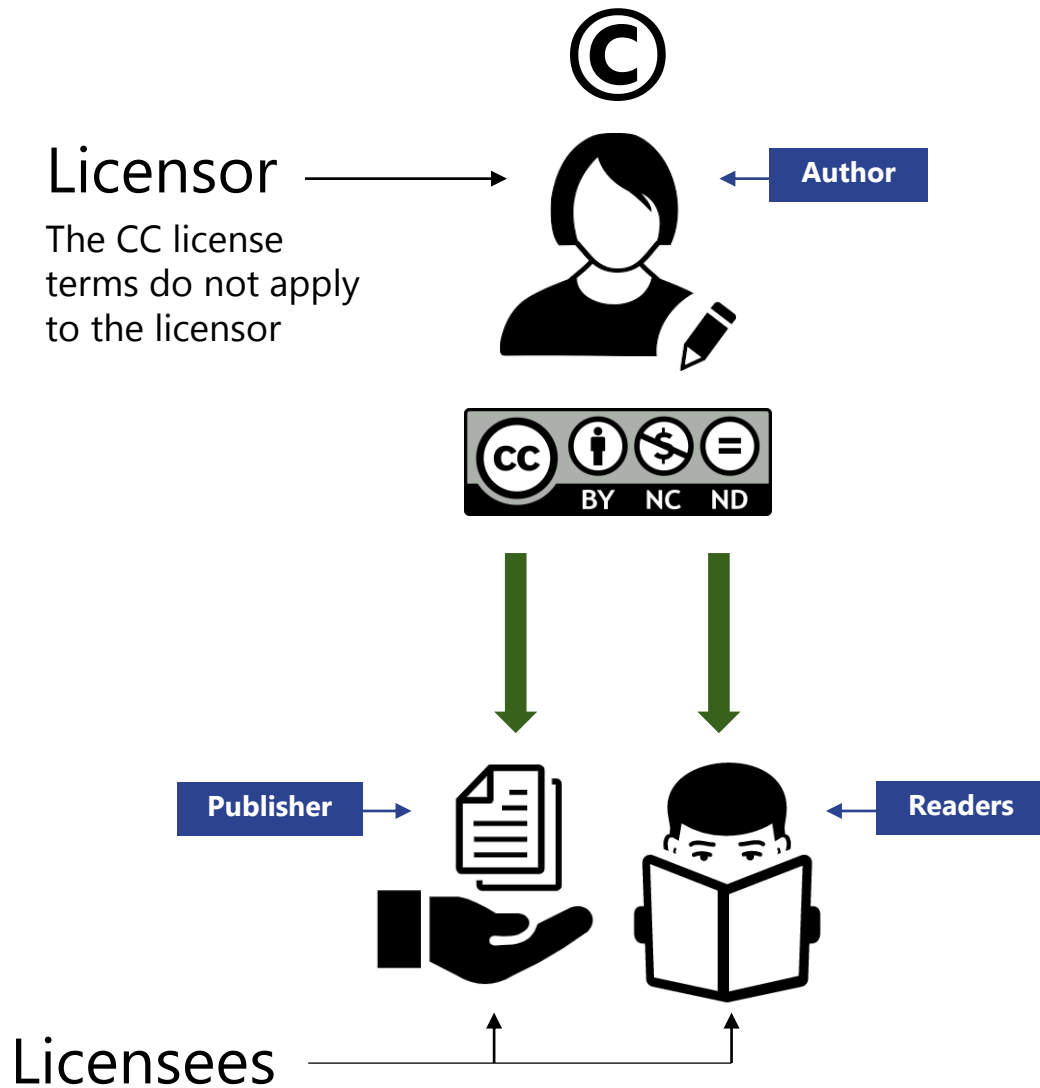 ©
Licensor
Author
The CC license
terms do not apply
to the licensor
CC
BY NC ND
Publisher
Readers
Licensees